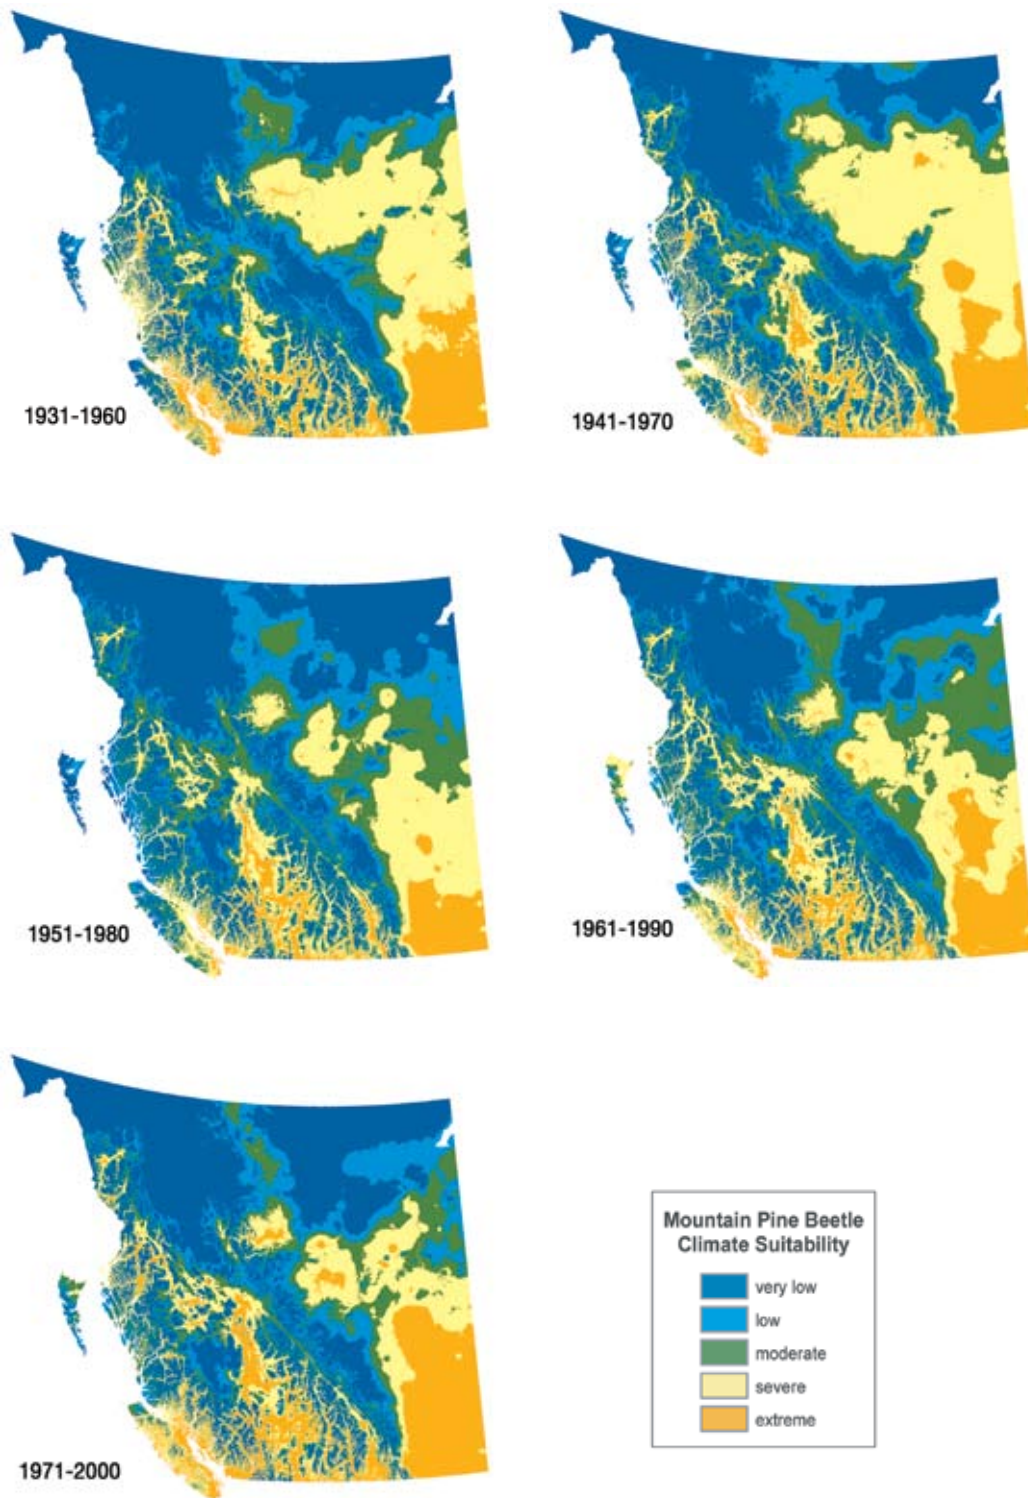 1931-1960
1941-1970
1951-1980
1961-1990
1971-2000
Mountain Pine Beetle
Climate Suitability
very low
low
moderate
severe
extreme